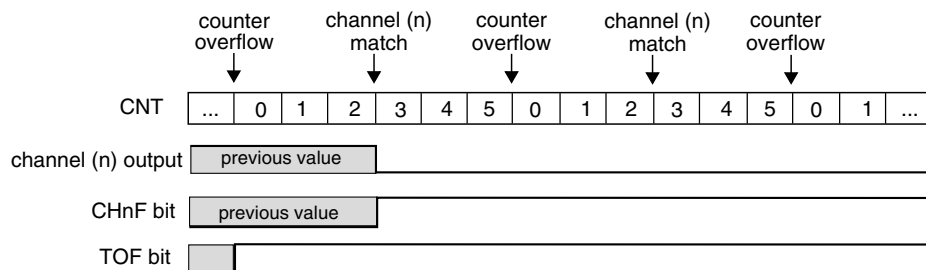 counter overflow
channel (n) match
counter overflow
channel (n) match
counter overflow
CNT ... 0 1 2 3 4 5 0 1 2 3 4 5 0 1 ...
channel (n) output previous value
CHnF bit previous value
TOF bit